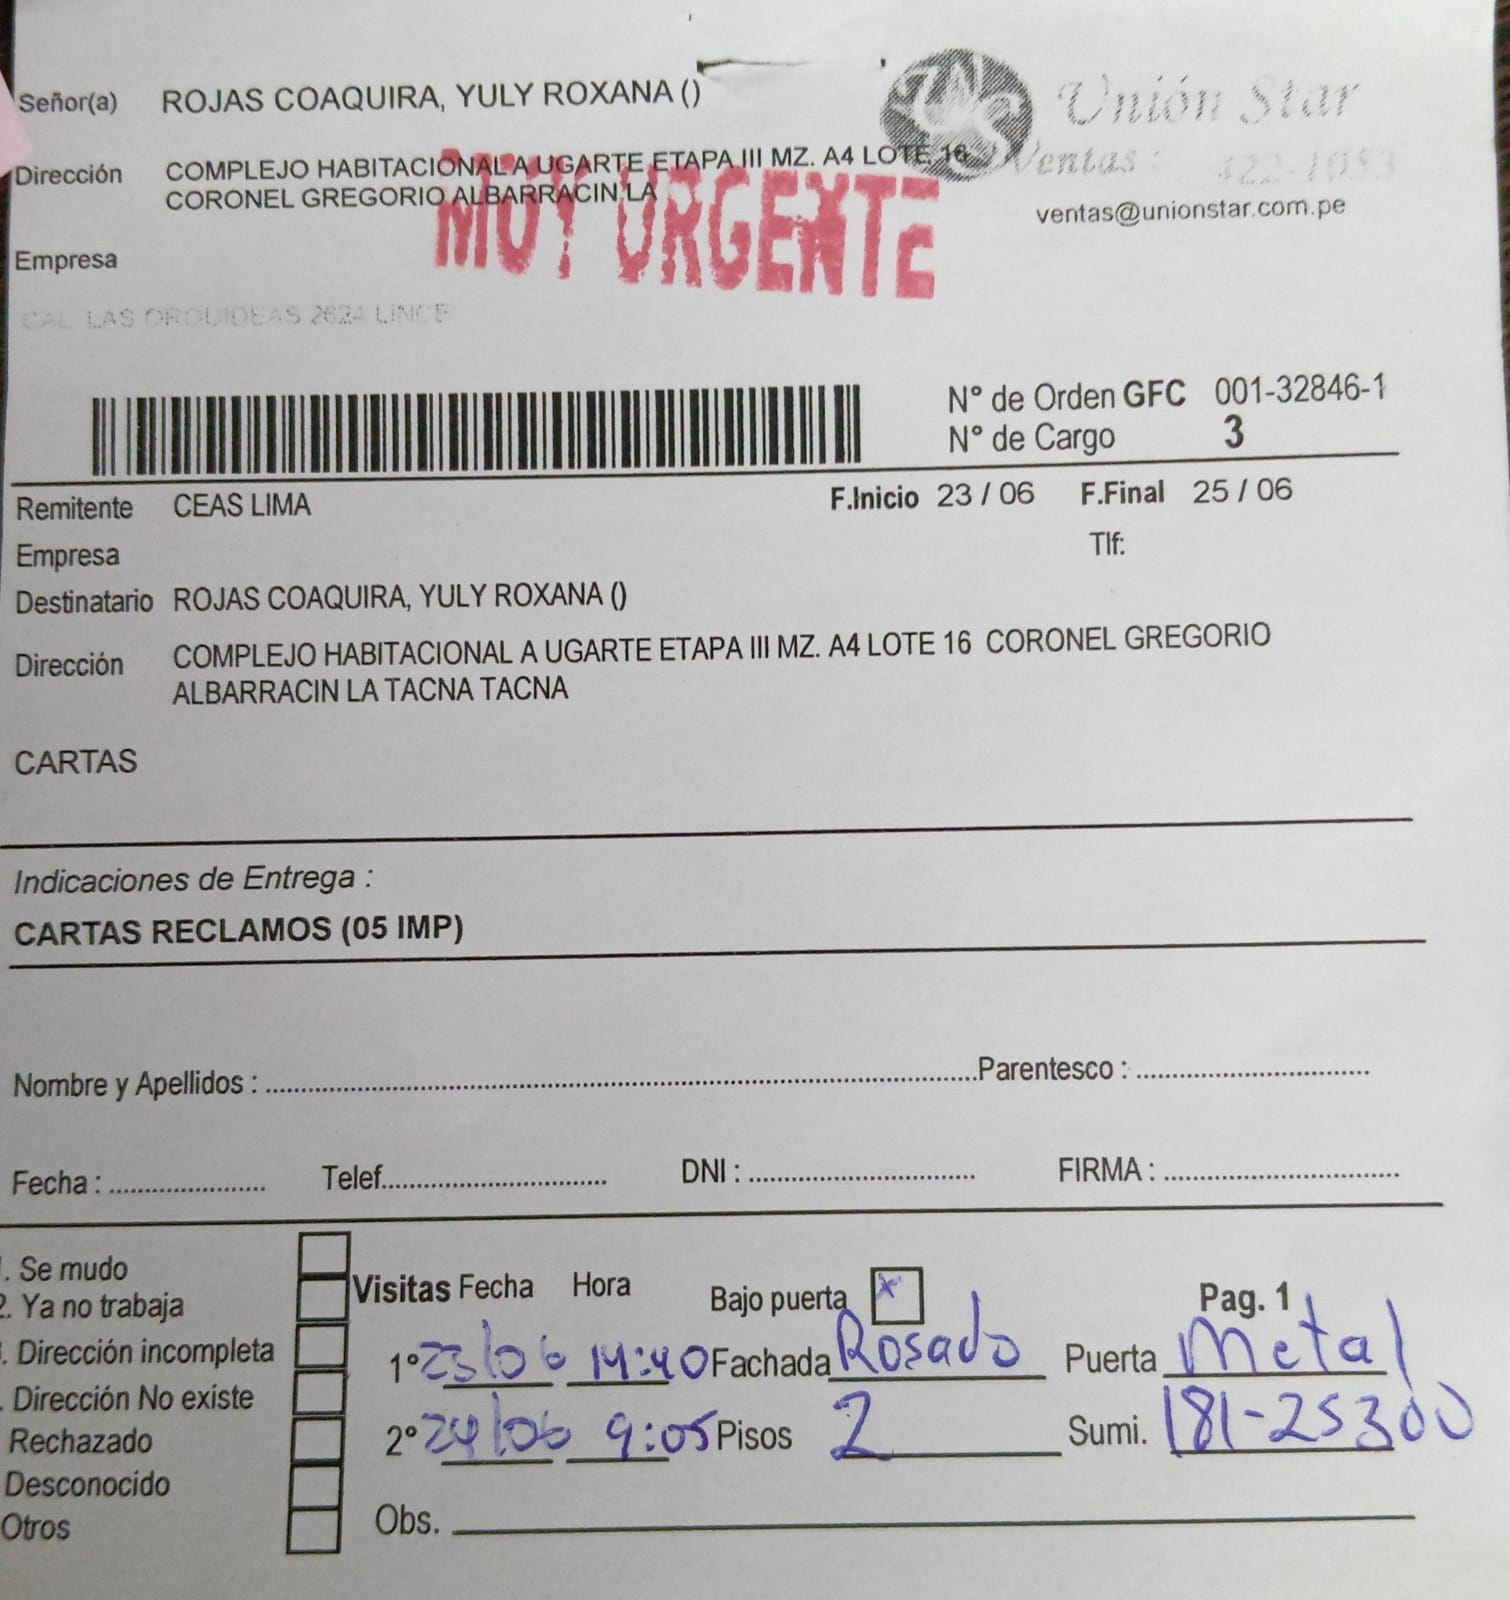 Señor(a) ROJAS COAQUIRA, YULY ROXANA ()
Unión Star
Dirección COMPLEJO HABITACIONAL A UGARTE ETAPA III MZ. A4 LOTE 16
CORONEL GREGORIO ALBARRACIN LA
Ventas : 422-1053
ventas@unionstar.com.pe
MUY URGENTE
Empresa
CAL LAS ORQUIDEAS 2624 LINCE
N° de Orden GFC 001-32846-1
N° de Cargo 3
Remitente CEAS LIMA F.Inicio 23 / 06 F.Final 25 / 06
Empresa Tlf:
Destinatario ROJAS COAQUIRA, YULY ROXANA ()
Dirección COMPLEJO HABITACIONAL A UGARTE ETAPA III MZ. A4 LOTE 16 CORONEL GREGORIO
ALBARRACIN LA TACNA TACNA
CARTAS
Indicaciones de Entrega :
CARTAS RECLAMOS (05 IMP)
Nombre y Apellidos : Parentesco :
Fecha : Telef. DNI : FIRMA :
. Se mudo
2. Ya no trabaja
. Dirección incompleta
. Dirección No existe
Rechazado
Desconocido
Otros
Visitas Fecha Hora Bajo puerta x Pag. 1
1° 23/06 14:40 Fachada Rosado Puerta Metal
2° 24/06 9:05 Pisos 2 Sumi. 181-25300
Obs.